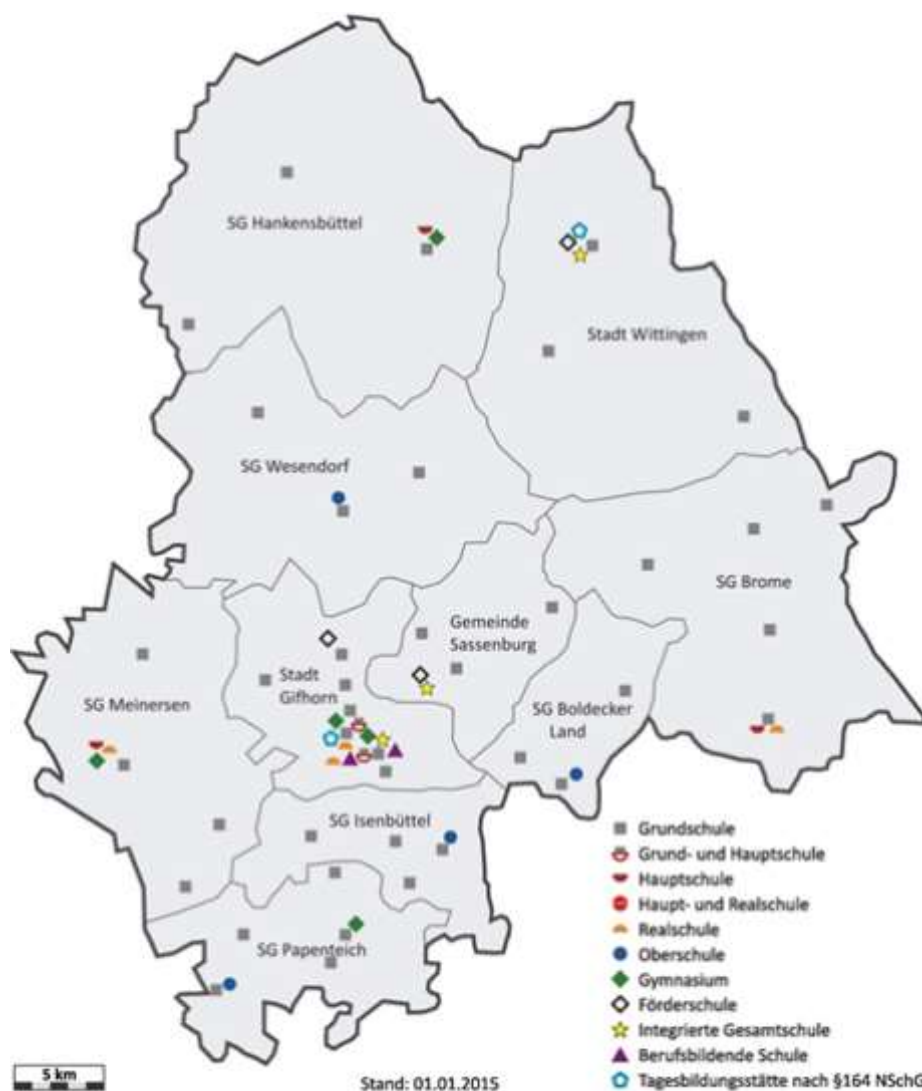 SG Hankensbüttel
Stadt Wittingen
SG Wesendorf
SG Brome
Gemeinde
Sassenburg
Stadt
Gifhorn
SG Meinersen
SG Boldecker
Land
SG Isenbüttel
SG Papenteich
Grundschule
Grund- und Hauptschule
Hauptschule
Haupt- und Realschule
Realschule
Oberschule
Gymnasium
Förderschule
Integrierte Gesamtschule
Berufsbildende Schule
Tagesbildungsstätte nach §164 NSchG
5 km
Stand: 01.01.2015